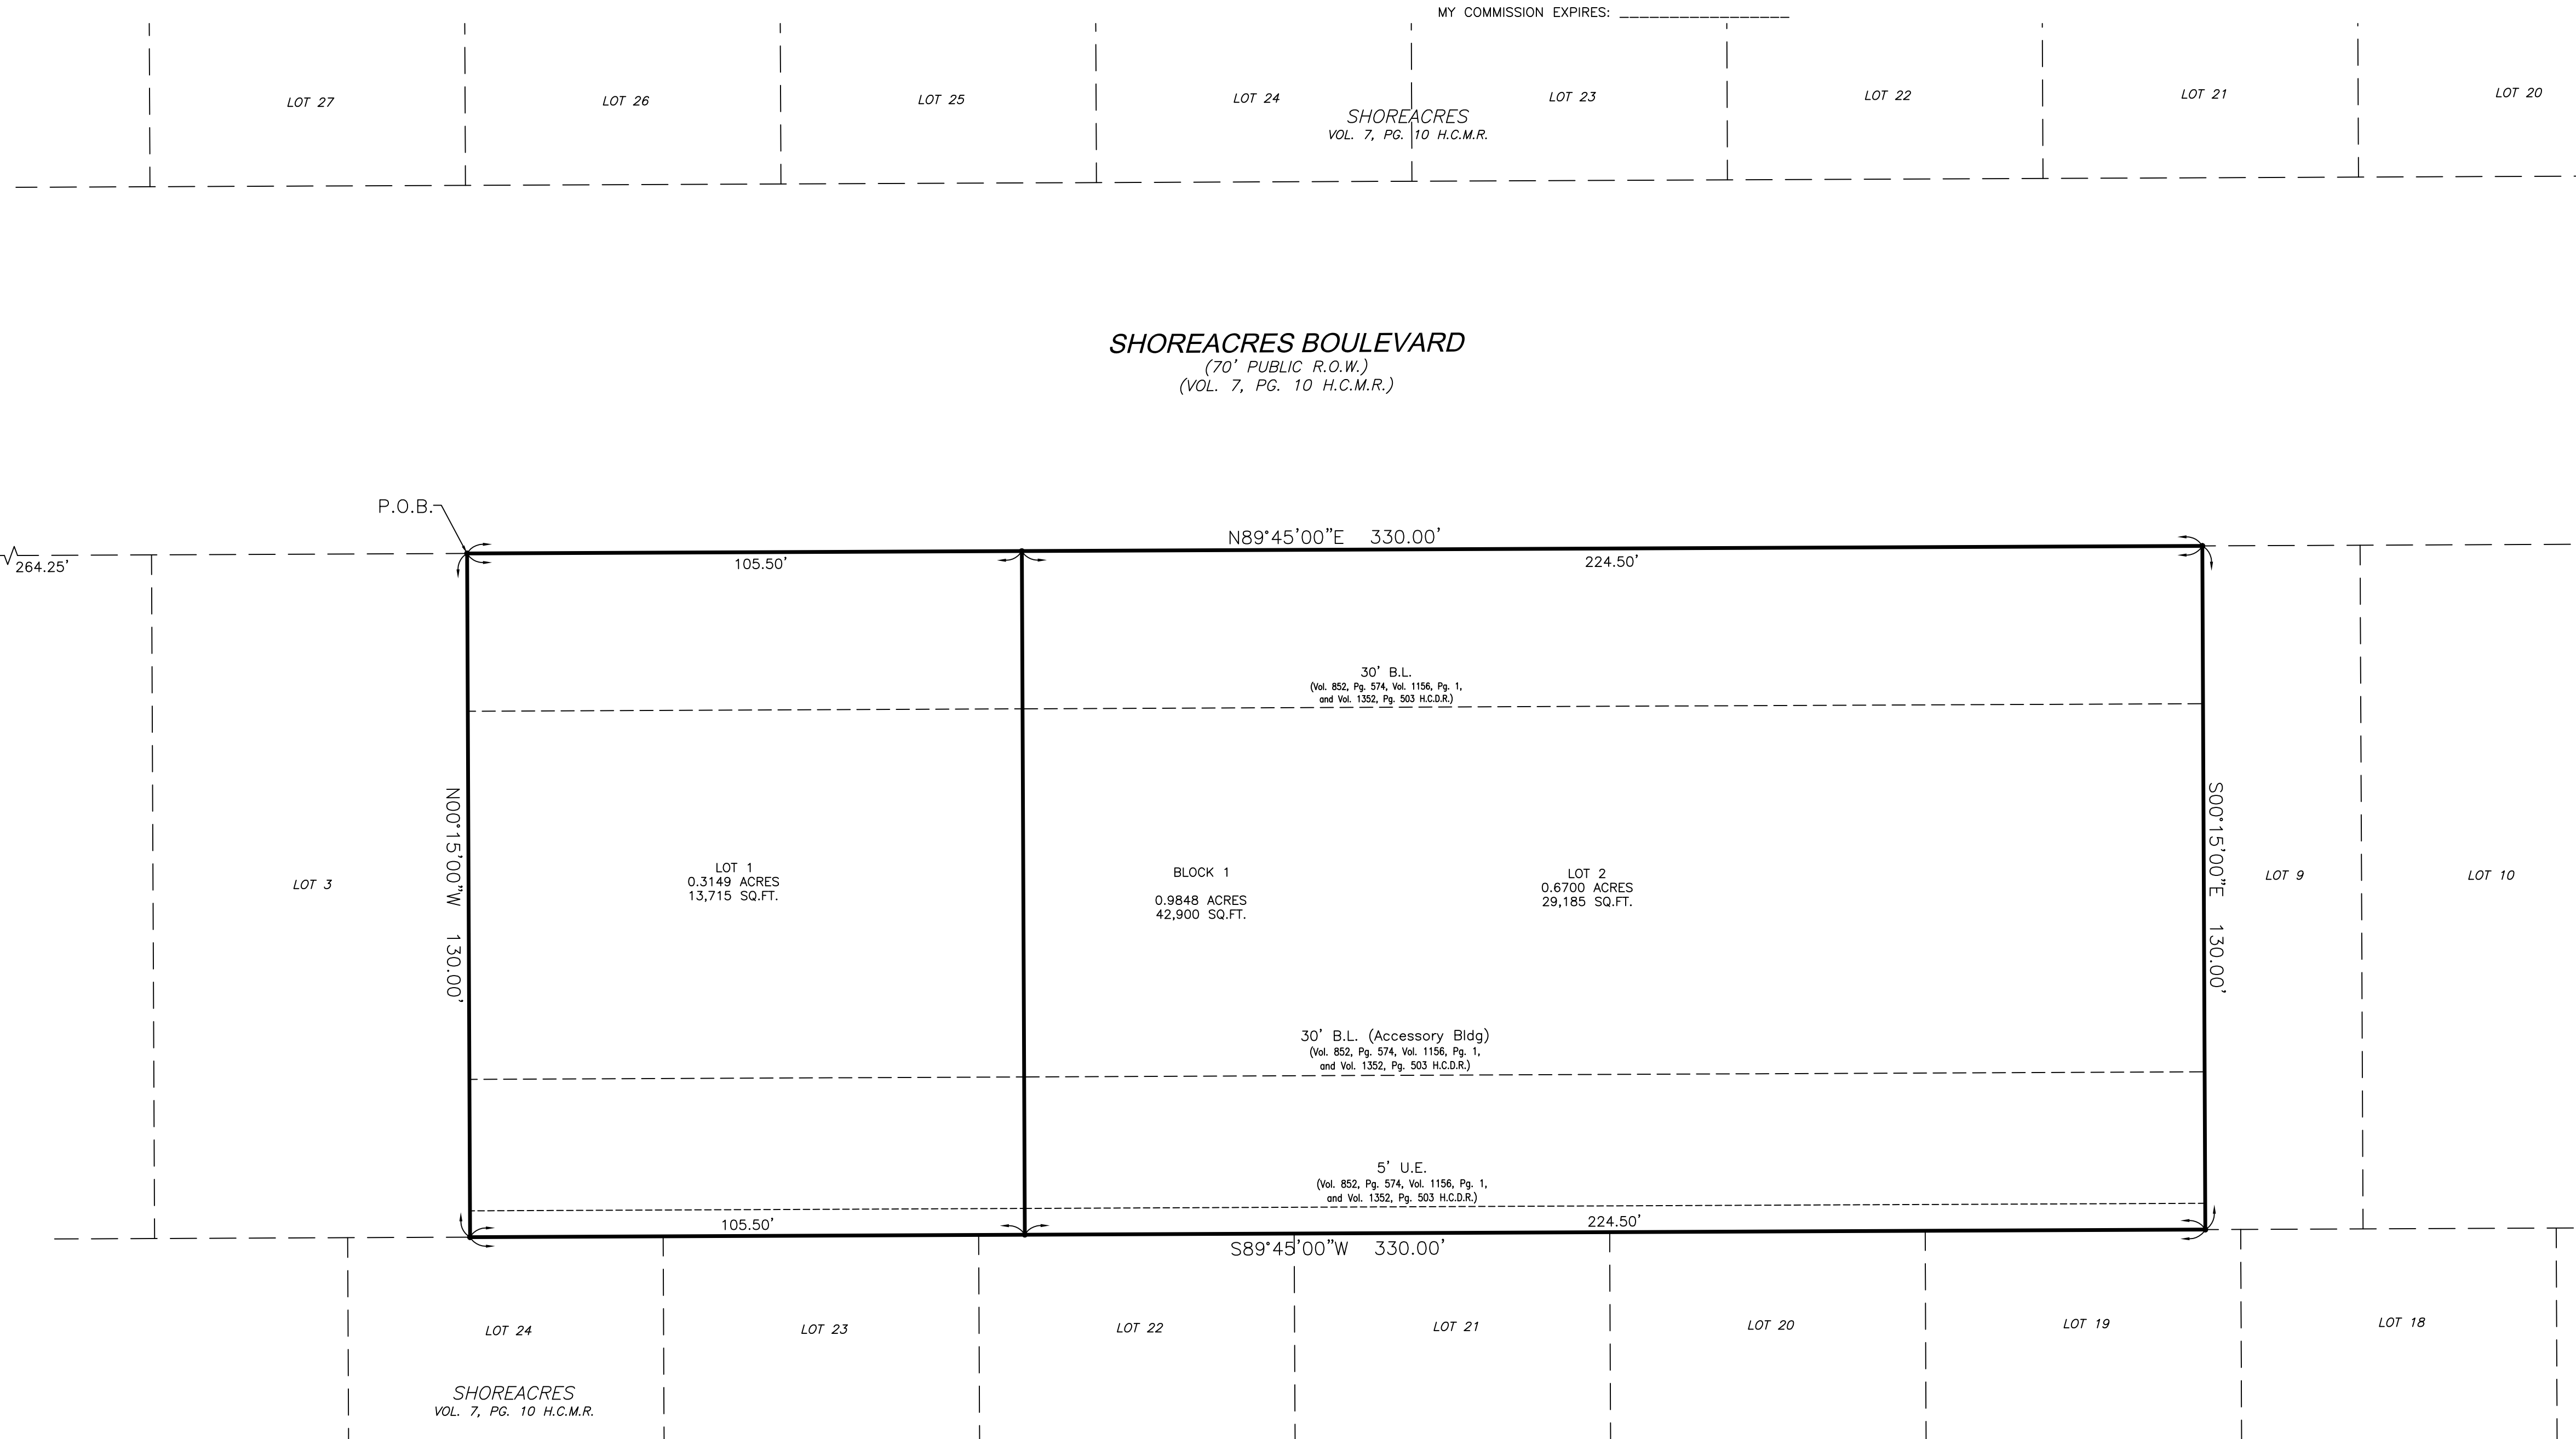 MY COMMISSION EXPIRES: _________________
LOT 27
LOT 26
LOT 25
LOT 24
LOT 23
LOT 22
LOT 21
LOT 20
SHOREACRES
VOL. 7, PG. 10 H.C.M.R.
SHOREACRES BOULEVARD
(70' PUBLIC R.O.W.)
(VOL. 7, PG. 10 H.C.M.R.)
P.O.B.
N89°45'00"E 330.00'
264.25'
105.50'
224.50'
30' B.L.
(Vol. 852, Pg. 574, Vol. 1156, Pg. 1,
and Vol. 1352, Pg. 503 H.C.D.R.)
N00°15'00"W 130.00'
S00°15'00"E 130.00'
LOT 3
LOT 1
0.3149 ACRES
13,715 SQ.FT.
BLOCK 1
0.9848 ACRES
42,900 SQ.FT.
LOT 2
0.6700 ACRES
29,185 SQ.FT.
LOT 9
LOT 10
30' B.L. (Accessory Bldg)
(Vol. 852, Pg. 574, Vol. 1156, Pg. 1,
and Vol. 1352, Pg. 503 H.C.D.R.)
5' U.E.
(Vol. 852, Pg. 574, Vol. 1156, Pg. 1,
and Vol. 1352, Pg. 503 H.C.D.R.)
105.50'
224.50'
S89°45'00"W 330.00'
LOT 24
LOT 23
LOT 22
LOT 21
LOT 20
LOT 19
LOT 18
SHOREACRES
VOL. 7, PG. 10 H.C.M.R.